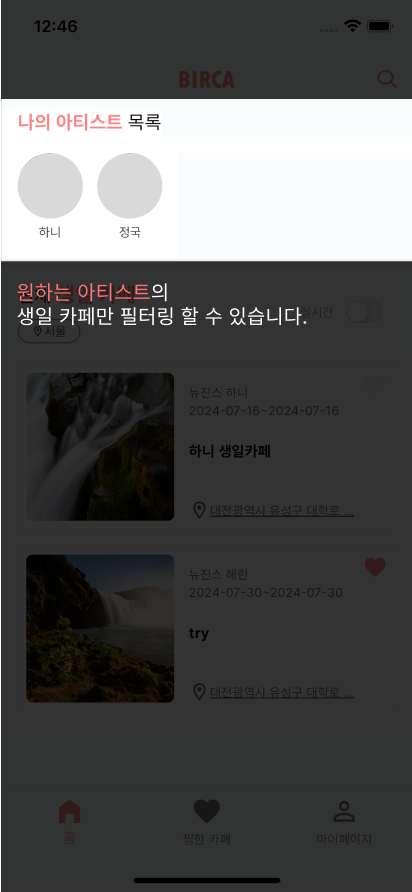 12:46
BIRCA
나의 아티스트 목록
하니
정국
원하는 아티스트의
생일 카페만 필터링 할 수 있습니다.
시간
서울
뉴진스 하니
2024-07-16~2024-07-16
하니 생일카페
대전광역시 유성구 대학로 ...
뉴진스 해린
2024-07-30~2024-07-30
try
대전광역시 유성구 대학로 ...
홈
찜한 카페
마이페이지